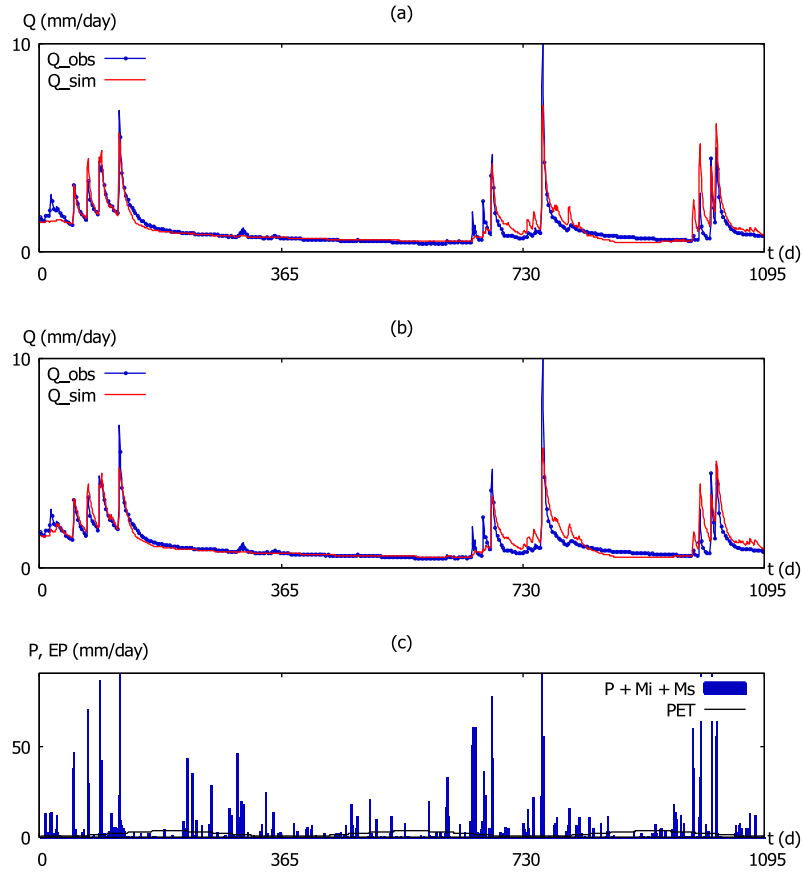 (a)
Q (mm/day)
10
Q_obs
Q_sim
0
t (d)
0 365 730 1095
(b)
Q (mm/day)
10
Q_obs
Q_sim
0
t (d)
0 365 730 1095
(c)
P, EP (mm/day)
P + Mi + Ms
PET
50
0
t (d)
0 365 730 1095